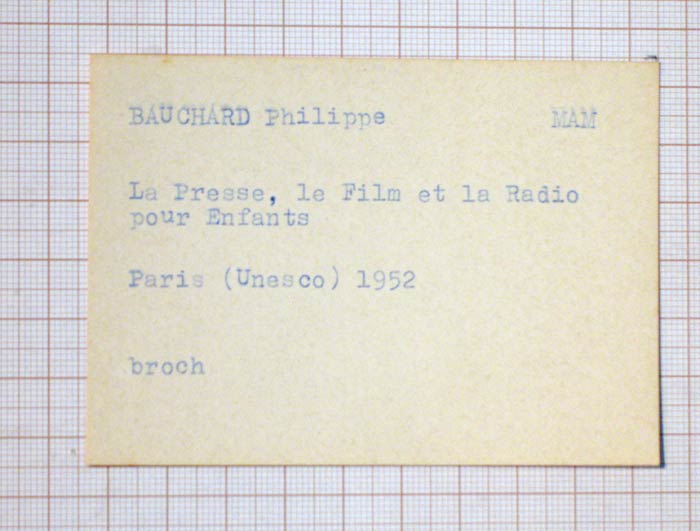 BAUCHARD Philippe MAM
La Presse, le Film et la Radio
pour Enfants
Paris (Unesco) 1952
broch